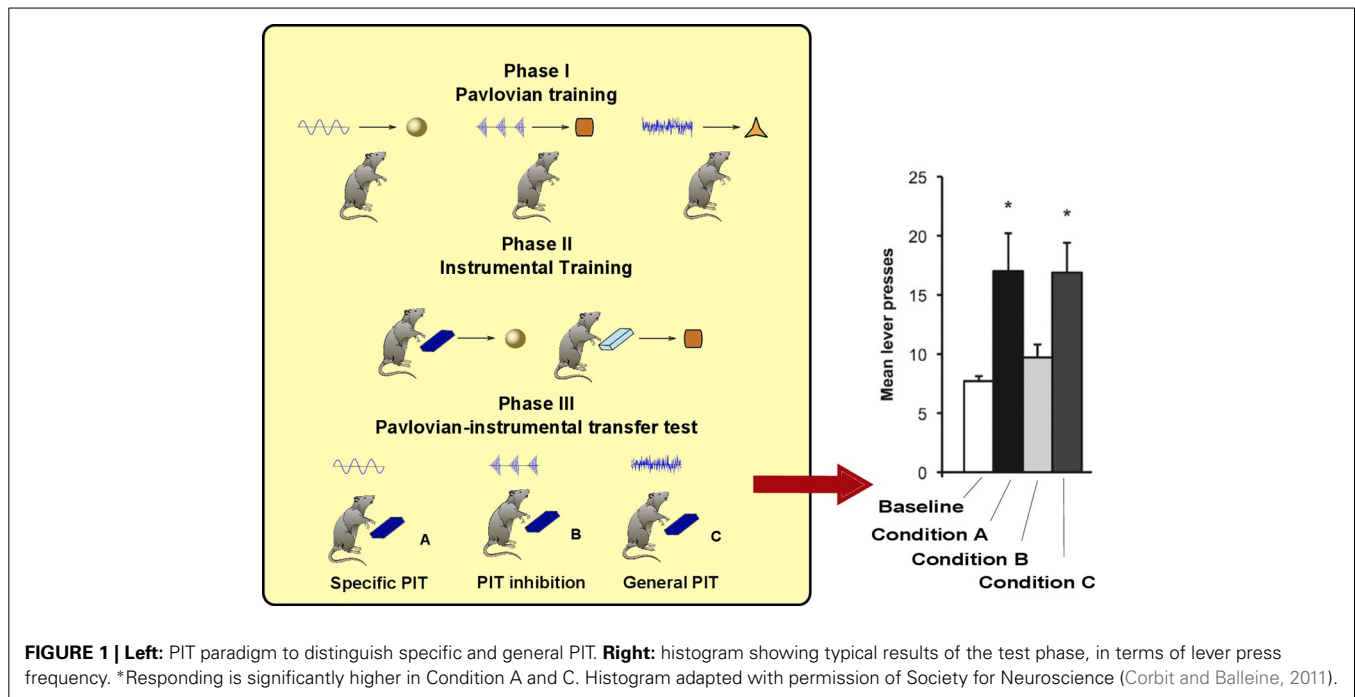 Phase I
Pavlovian training
Phase II
Instrumental Training
Phase III
Pavlovian-instrumental transfer test
A
B
C
Specific PIT
PIT inhibition
General PIT
25
20
15
10
5
0
Mean lever presses
*
*
Baseline
Condition A
Condition B
Condition C
FIGURE 1 | Left: PIT paradigm to distinguish specific and general PIT. Right: histogram showing typical results of the test phase, in terms of lever press
frequency. *Responding is significantly higher in Condition A and C. Histogram adapted with permission of Society for Neuroscience (Corbit and Balleine, 2011).